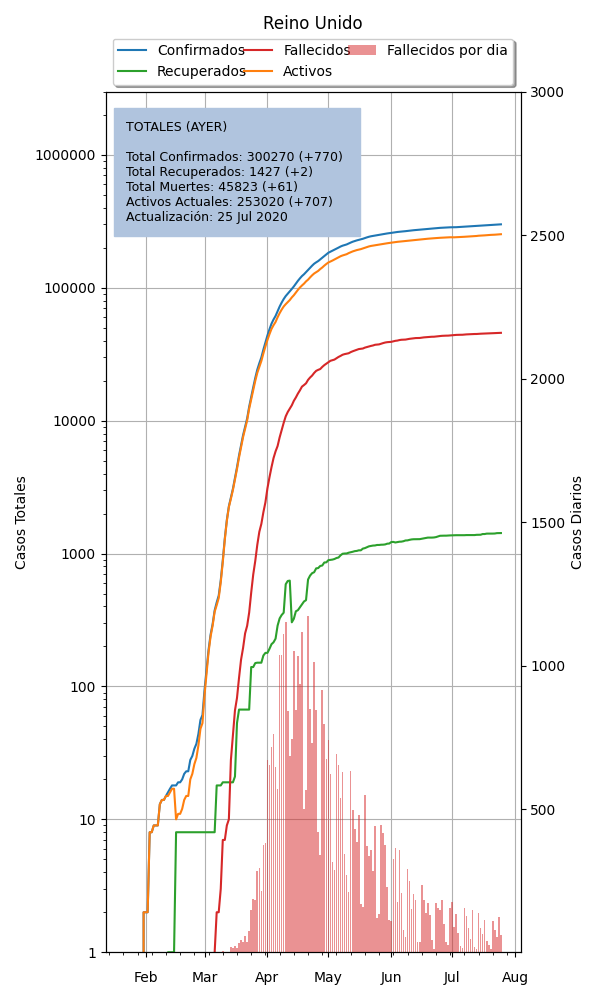 Reino Unido
Confirmados Fallecidos Fallecidos por dia
Recuperados Activos
TOTALES (AYER)
Total Confirmados: 300270 (+770)
Total Recuperados: 1427 (+2)
Total Muertes: 45823 (+61)
Activos Actuales: 253020 (+707)
Actualización: 25 Jul 2020
Casos Totales
1000000
100000
10000
1000
100
10
1
3000
2500
2000
1500
1000
500
Casos Diarios
Feb Mar Apr May Jun Jul Aug